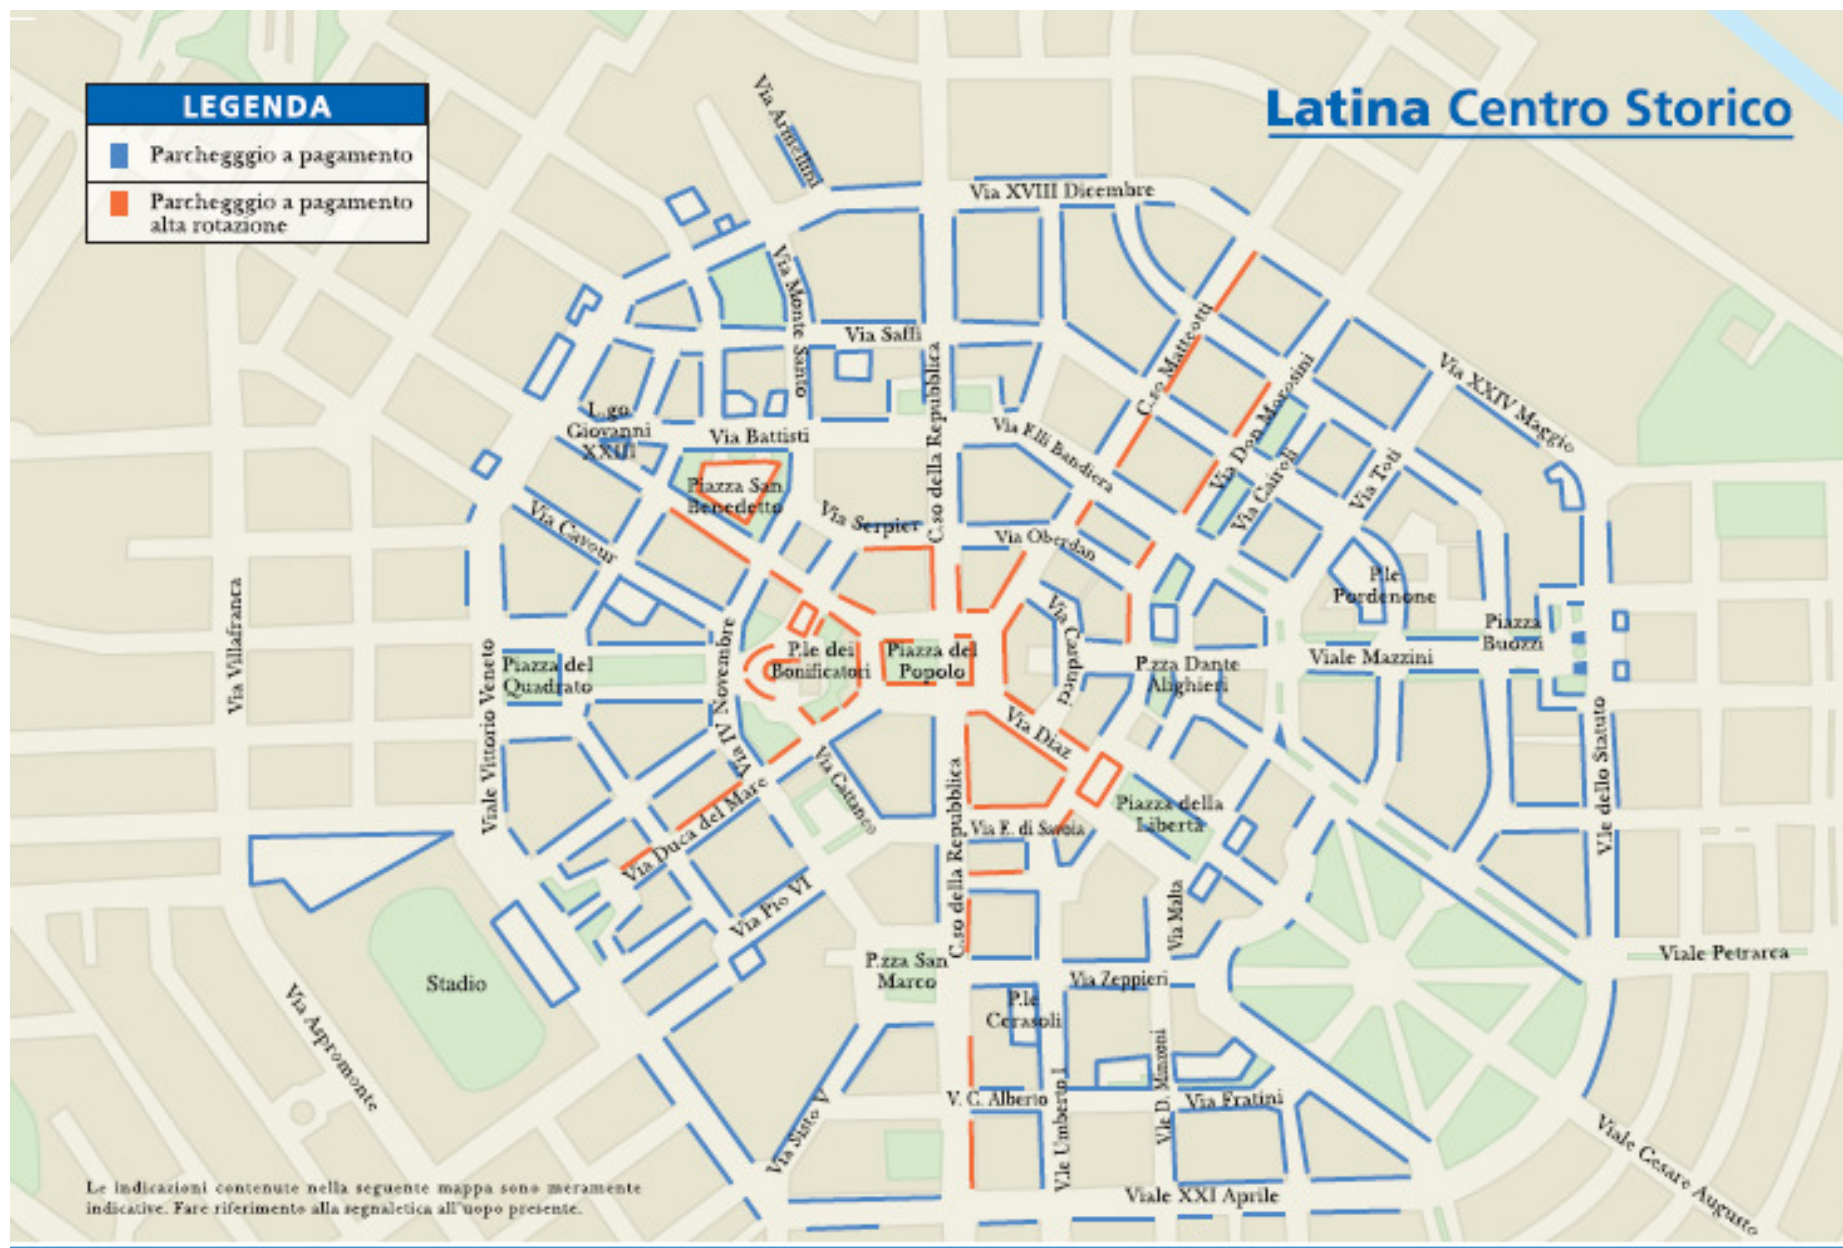 LEGENDA
Parchegggio a pagamento
Parchegggio a pagamento
alta rotazione
Latina Centro Storico
Via Armellini
Via XVIII Dicembre
Via Monte Santo
Via Saffi
C.so Matteotti
Via Don Morosini
Via XXIV Maggio
L.go
Giovanni
XXIII
Via Battisti
C.so della Repubblica
Via F.lli Bandiera
Via Cairoli
Via Toti
Piazza San
Benedetto
Via Cavour
Via Serpier
Via Oberdan
P.le
Pordenone
Via Villafranca
Viale Vittorio Veneto
Piazza del
Quadrato
Via IV Novembre
P.le dei
Bonificatori
Piazza del
Popolo
Via Carducci
P.zza Dante
Alighieri
Viale Mazzini
Piazza
Buozzi
Via Diaz
V.le dello Stato
Via Duca del Mare
Via Cattaneo
C.so della Repubblica
Via E. di Savoia
Piazza della
Libertà
Via Pio VI
Via Malta
Stadio
P.zza San
Marco
Via Zeppieri
Viale Petrarca
Via Aspromonte
P.le
Cerasoli
V. C. Alberto
V.le Umberto I
V.le D. Minzoni
Via Fratini
Via Sisto V
Viale Cesare Augusto
Viale XXI Aprile
Le indicazioni contenute nella seguente mappa sono meramente
indicative. Fare riferimento alla segnaletica all'uopo presente.